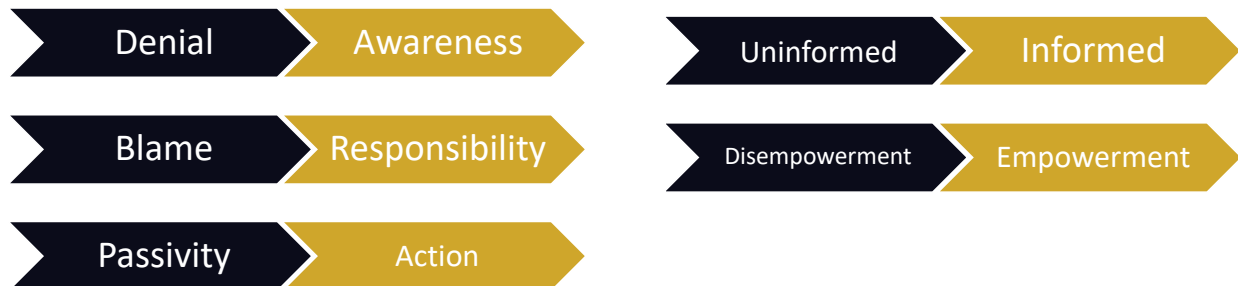 Denial Awareness
Blame Responsibility
Passivity Action
Uninformed Informed
Disempowerment Empowerment